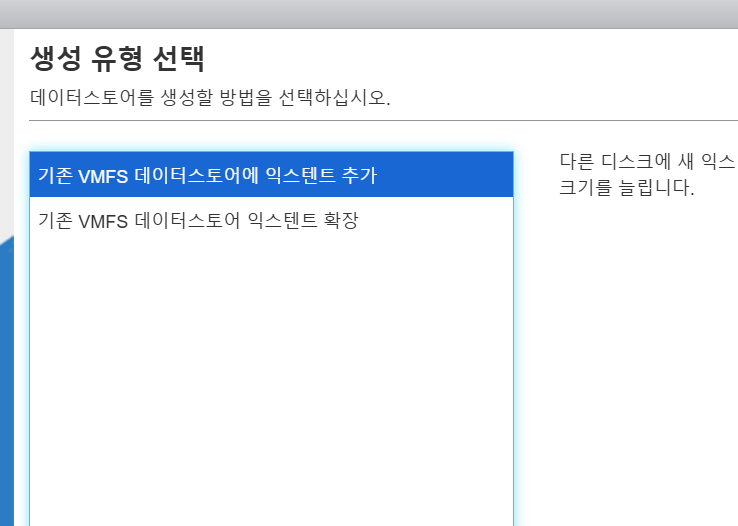 생성 유형 선택
데이터스토어를 생성할 방법을 선택하십시오.
기존 VMFS 데이터스토어에 익스텐트 추가
기존 VMFS 데이터스토어 익스텐트 확장
다른 디스크에 새 익스
크기를 늘립니다.